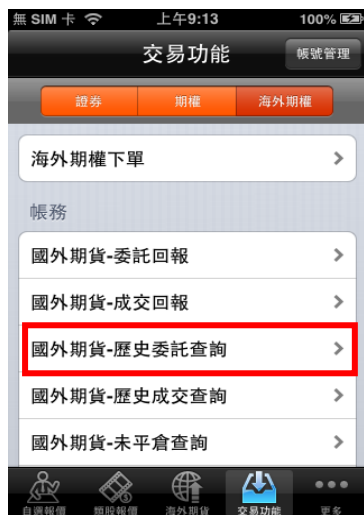 無 SIM 卡 上午9:13 100%
交易功能 帳號管理
證券 期權 海外期權
海外期權下單
帳務
國外期貨-委託回報
國外期貨-成交回報
國外期貨-歷史委託查詢
國外期貨-歷史成交查詢
國外期貨-未平倉查詢
自選報價 類股報價 海外期貨 交易功能 更多